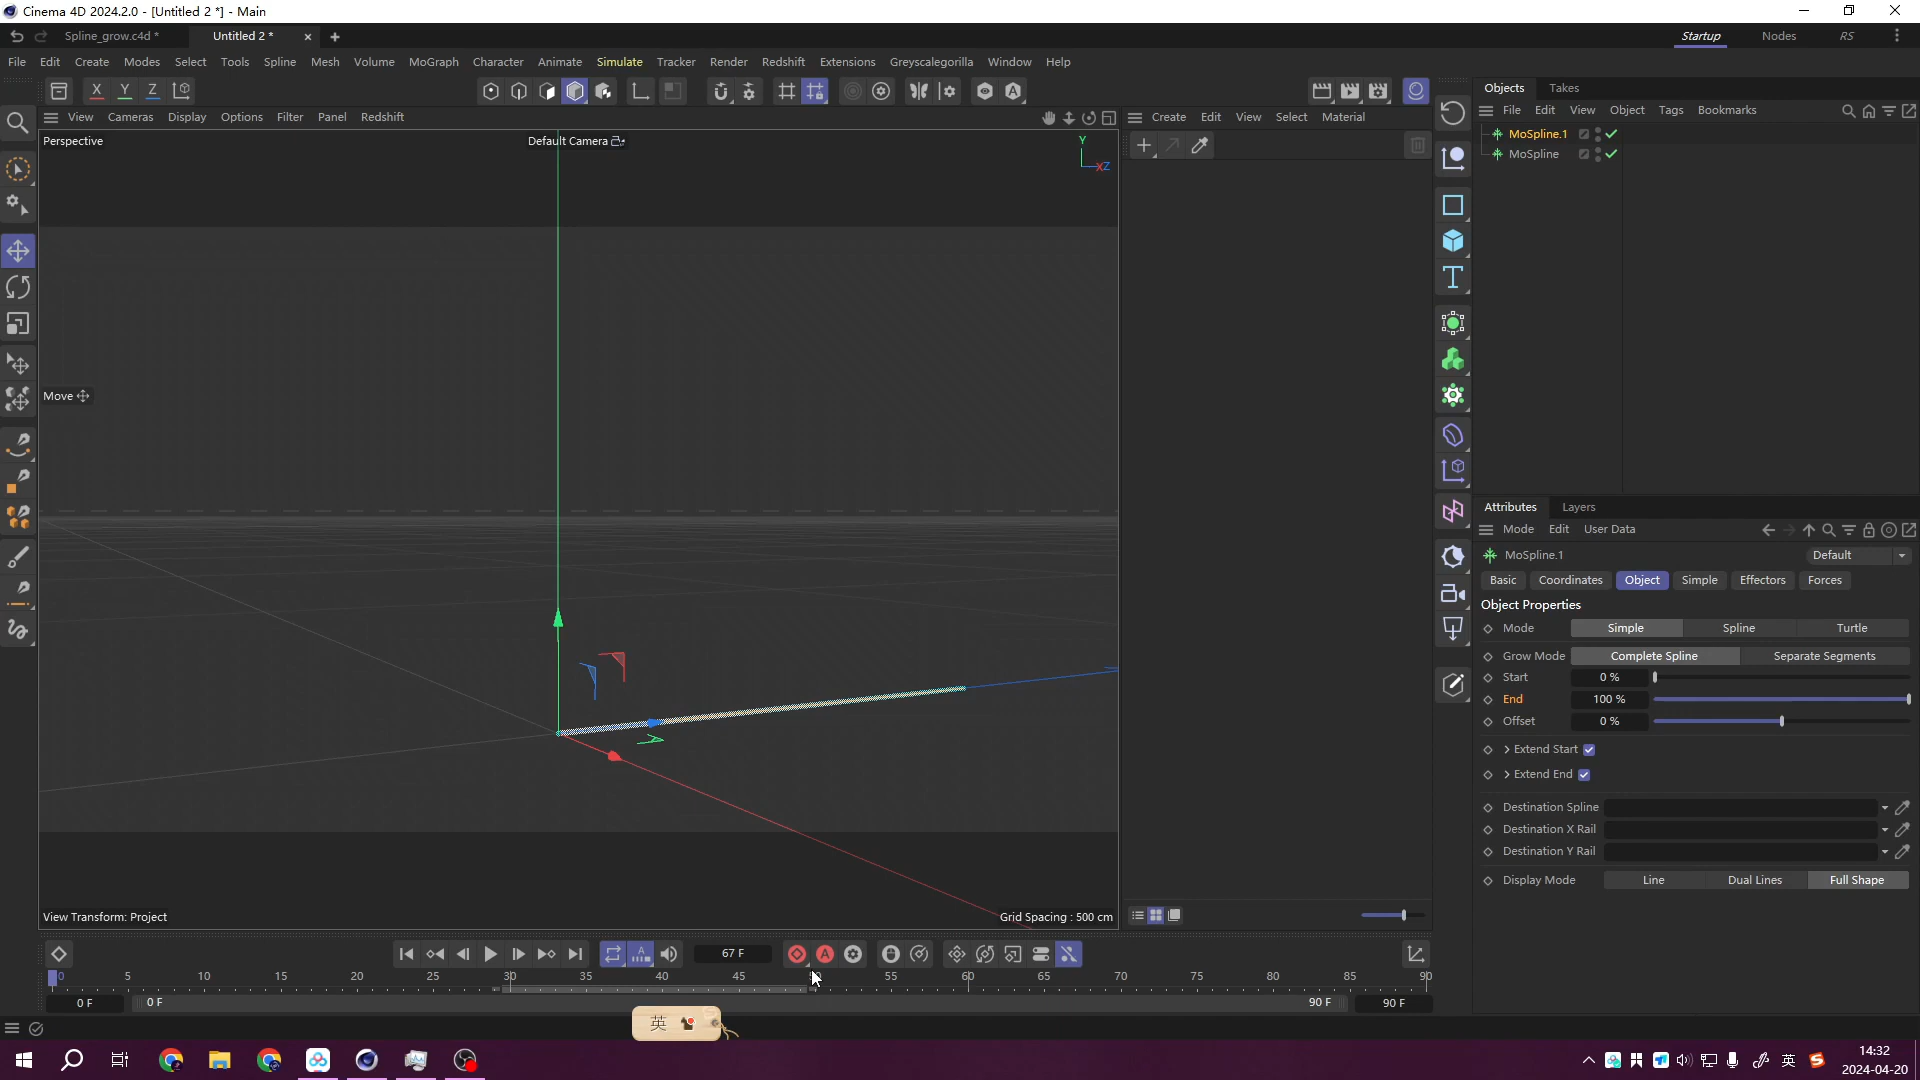 Cinema 4D 2024.2.0 - [Untitled 2 *] - Main
Spline_grow.c4d *
Untitled 2 *
Startup
Nodes
RS
File Edit Create Modes Select Tools Spline Mesh Volume MoGraph Character Animate Simulate Tracker Render Redshift Extensions Greyscalegorilla Window Help
X Y Z
View Cameras Display Options Filter Panel Redshift
Create Edit View Select Material
Objects Takes
File Edit View Object Tags Bookmarks
MoSpline.1
MoSpline
Perspective
Default Camera
Y
XZ
Move
View Transform: Project
Grid Spacing : 500 cm
Attributes Layers
Mode Edit User Data
MoSpline.1
Default
Basic Coordinates Object Simple Effectors Forces
Object Properties
Mode Simple Spline Turtle
Grow Mode Complete Spline Separate Segments
Start 0 %
End 100 %
Offset 0 %
Extend Start
Extend End
Destination Spline
Destination X Rail
Destination Y Rail
Display Mode Line Dual Lines Full Shape
67 F
0 5 10 15 20 25 30 35 40 45 50 55 60 65 70 75 80 85 90
0 F
0 F
90 F
90 F
英
英
14:32
2024-04-20